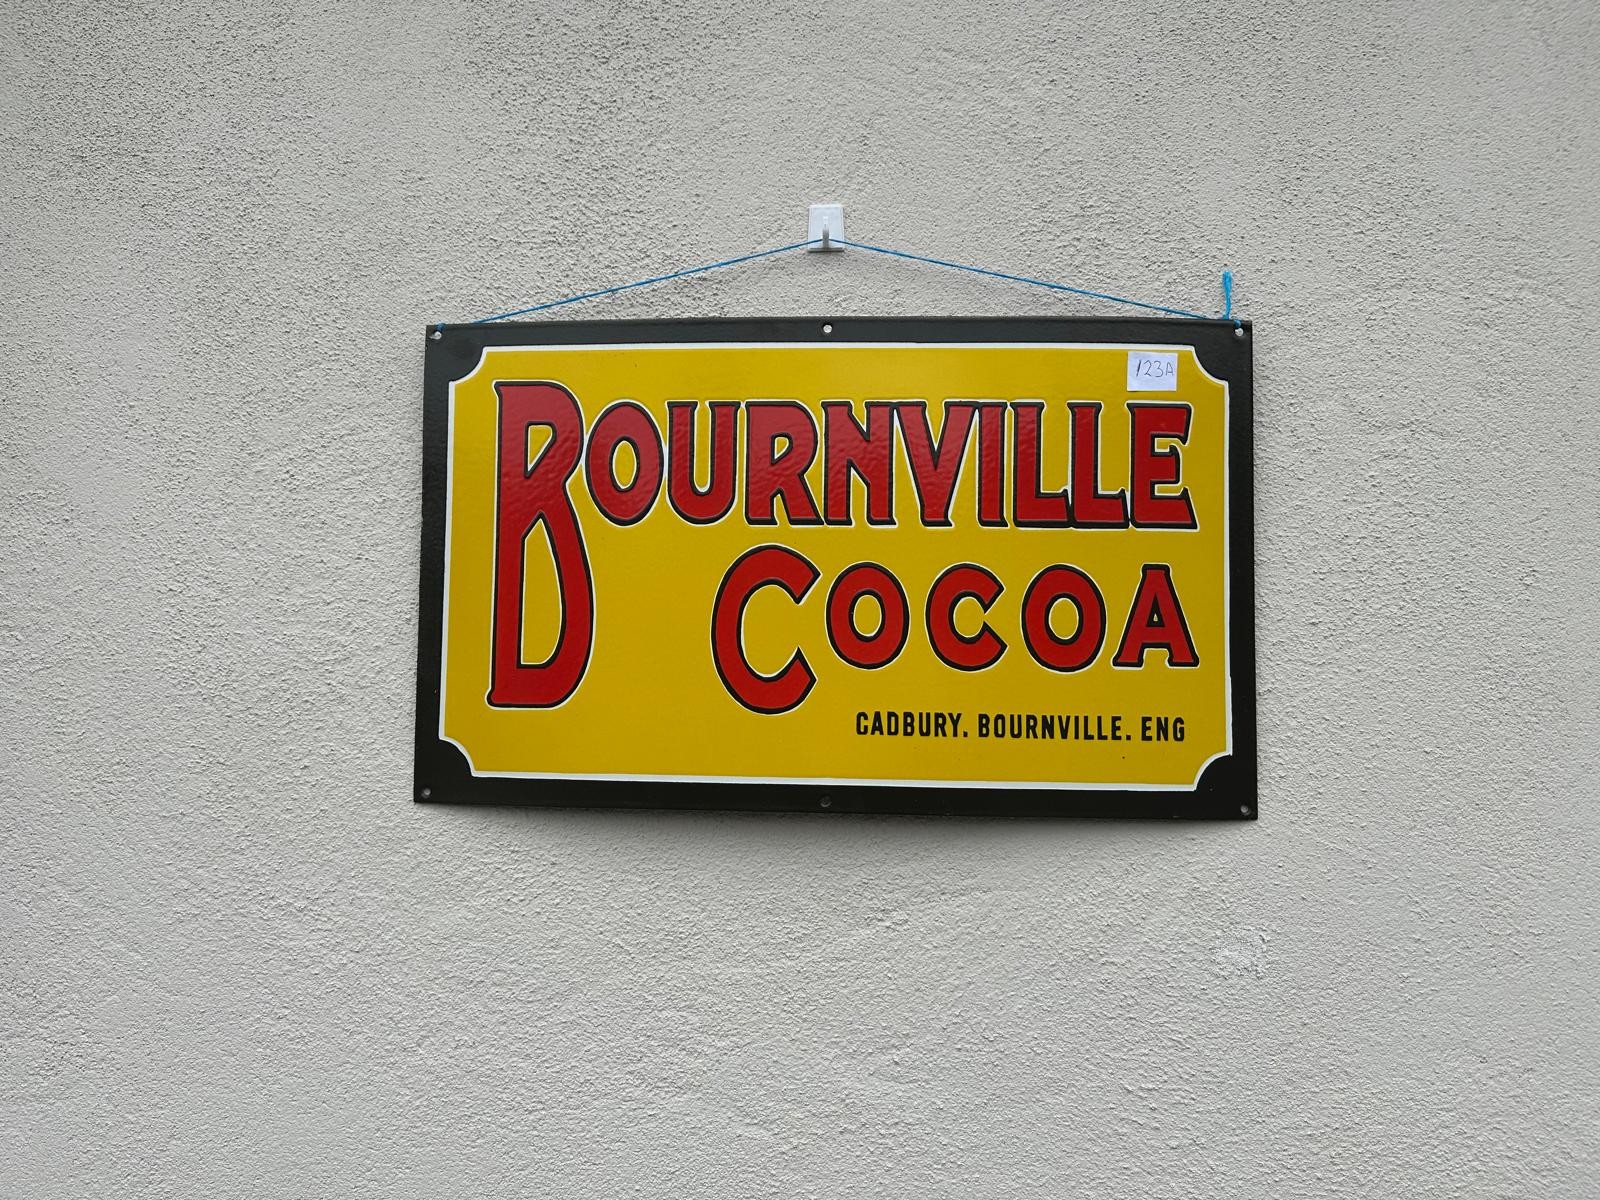 123A
BOURNVILLE
COCOA
CADBURY. BOURNVILLE. ENG